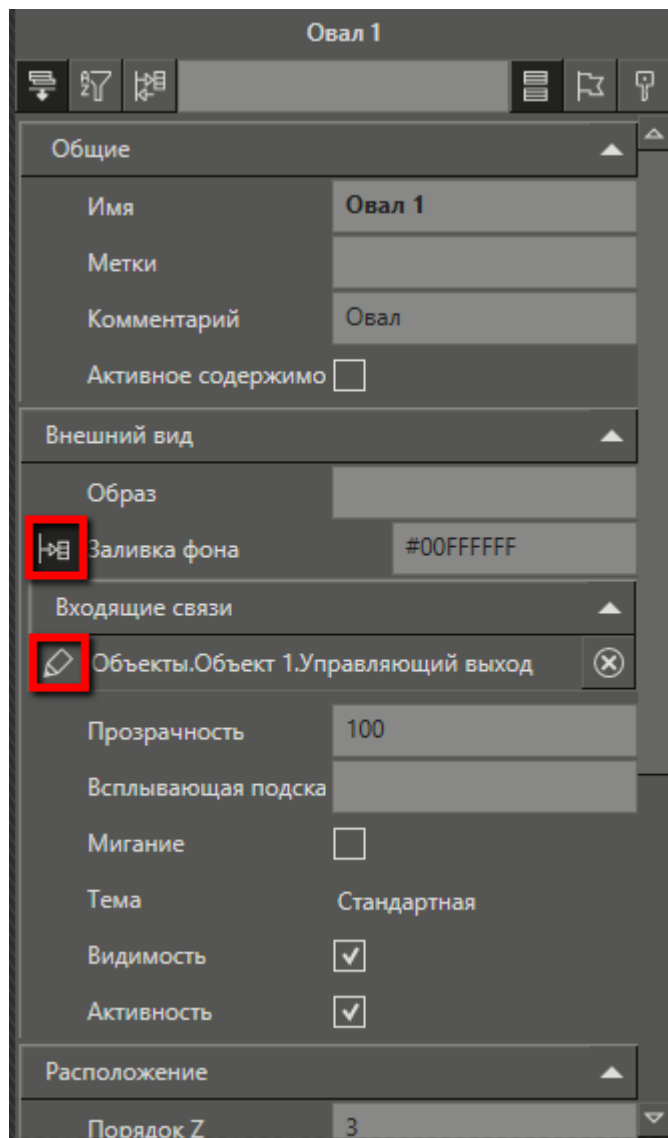 Овал 1
Общие
Имя Овал 1
Метки
Комментарий Овал
Активное содержимо
Внешний вид
Образ
Заливка фона #00FFFFFF
Входящие связи
Объекты.Объект 1.Управляющий выход
Прозрачность 100
Всплывающая подска
Мигание
Тема Стандартная
Видимость
Активность
Расположение
Порядок Z 3